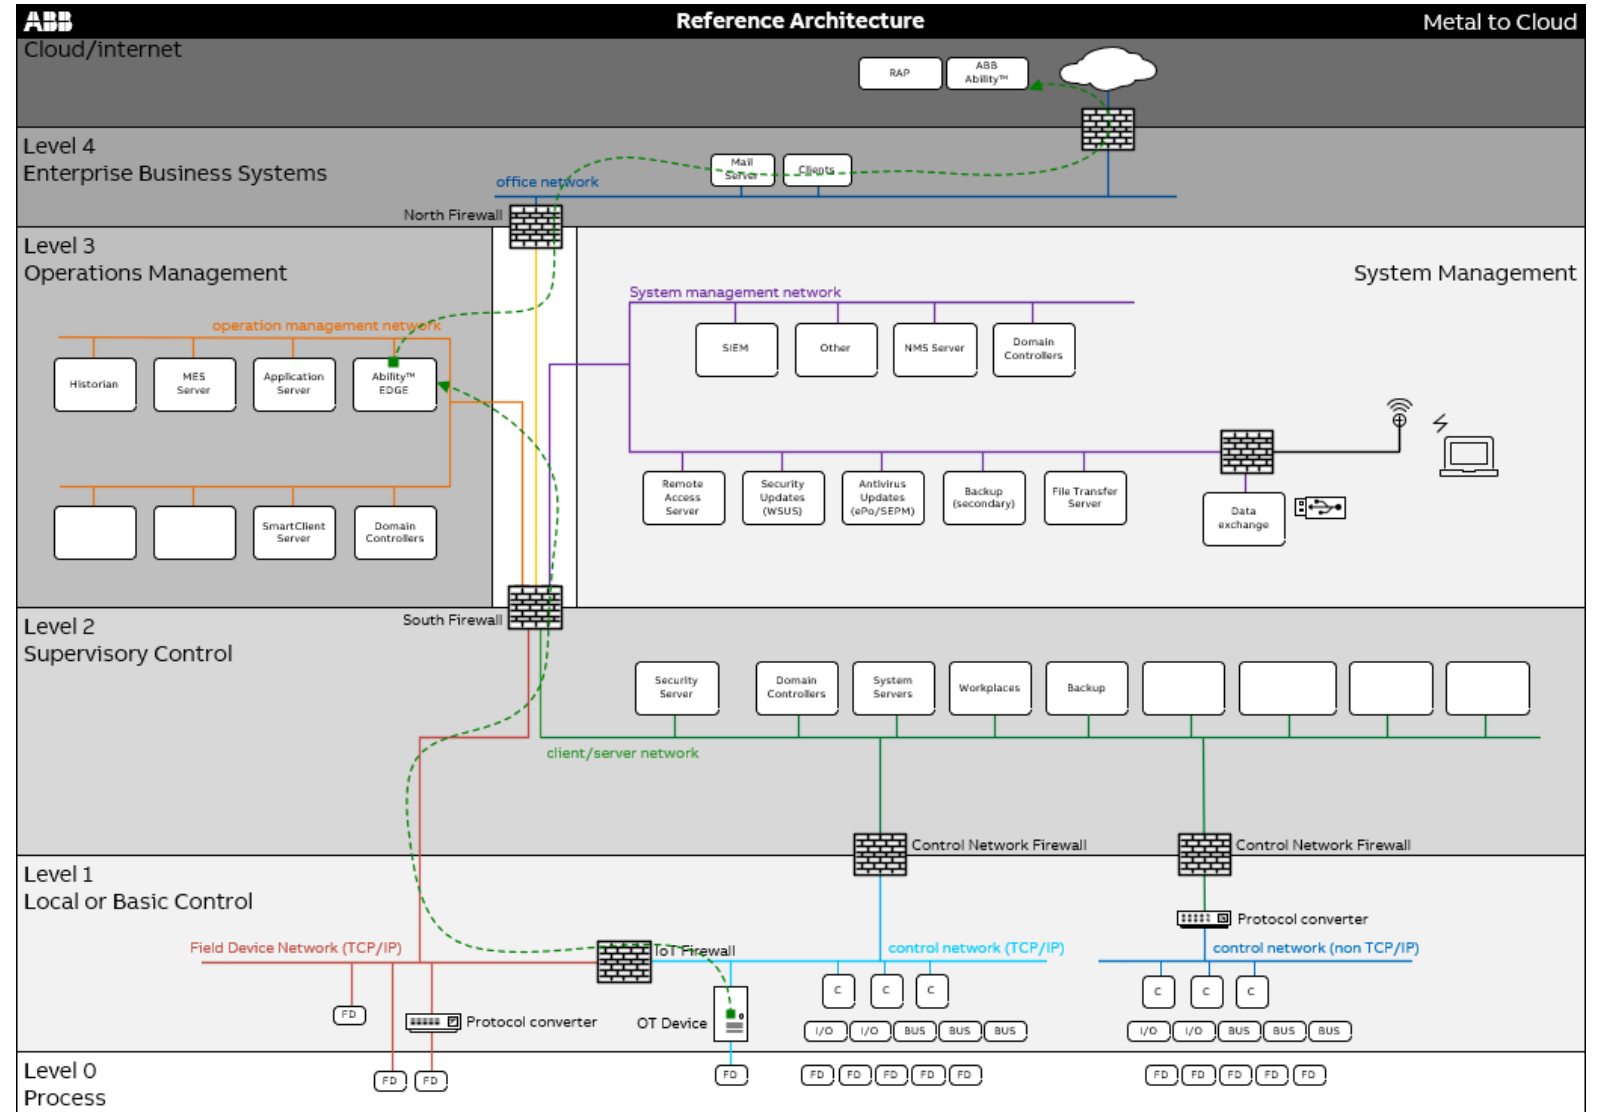 ABB
Reference Architecture
Metal to Cloud
Cloud/internet
RAP
ABB
Ability™
Level 4
Enterprise Business Systems
Mail
Server
Clients
office network
North Firewall
Level 3
Operations Management
System Management
System management network
operation management network
SIEM
Other
NMS Server
Domain
Controllers
Historian
MES
Server
Application
Server
Ability™
EDGE
Remote
Access
Server
Security
Updates
(WSUS)
Antivirus
Updates
(ePo/SEPM)
Backup
(secondary)
File Transfer
Server
Data
exchange
SmartClient
Server
Domain
Controllers
South Firewall
Level 2
Supervisory Control
Security
Server
Domain
Controllers
System
Servers
Workplaces
Backup
client/server network
Control Network Firewall
Control Network Firewall
Level 1
Local or Basic Control
Protocol converter
Field Device Network (TCP/IP)
IoT Firewall
control network (TCP/IP)
control network (non TCP/IP)
FD
Protocol converter
OT Device
C
C
C
C
C
C
I/O
I/O
BUS
BUS
BUS
I/O
I/O
BUS
BUS
BUS
Level 0
Process
FD
FD
FD
FD
FD
FD
FD
FD
FD
FD
FD
FD
FD